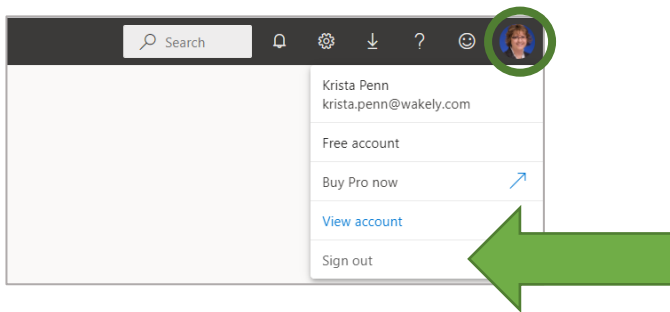 Search
?
Krista Penn
krista.penn@wakely.com
Free account
Buy Pro now
View account
Sign out